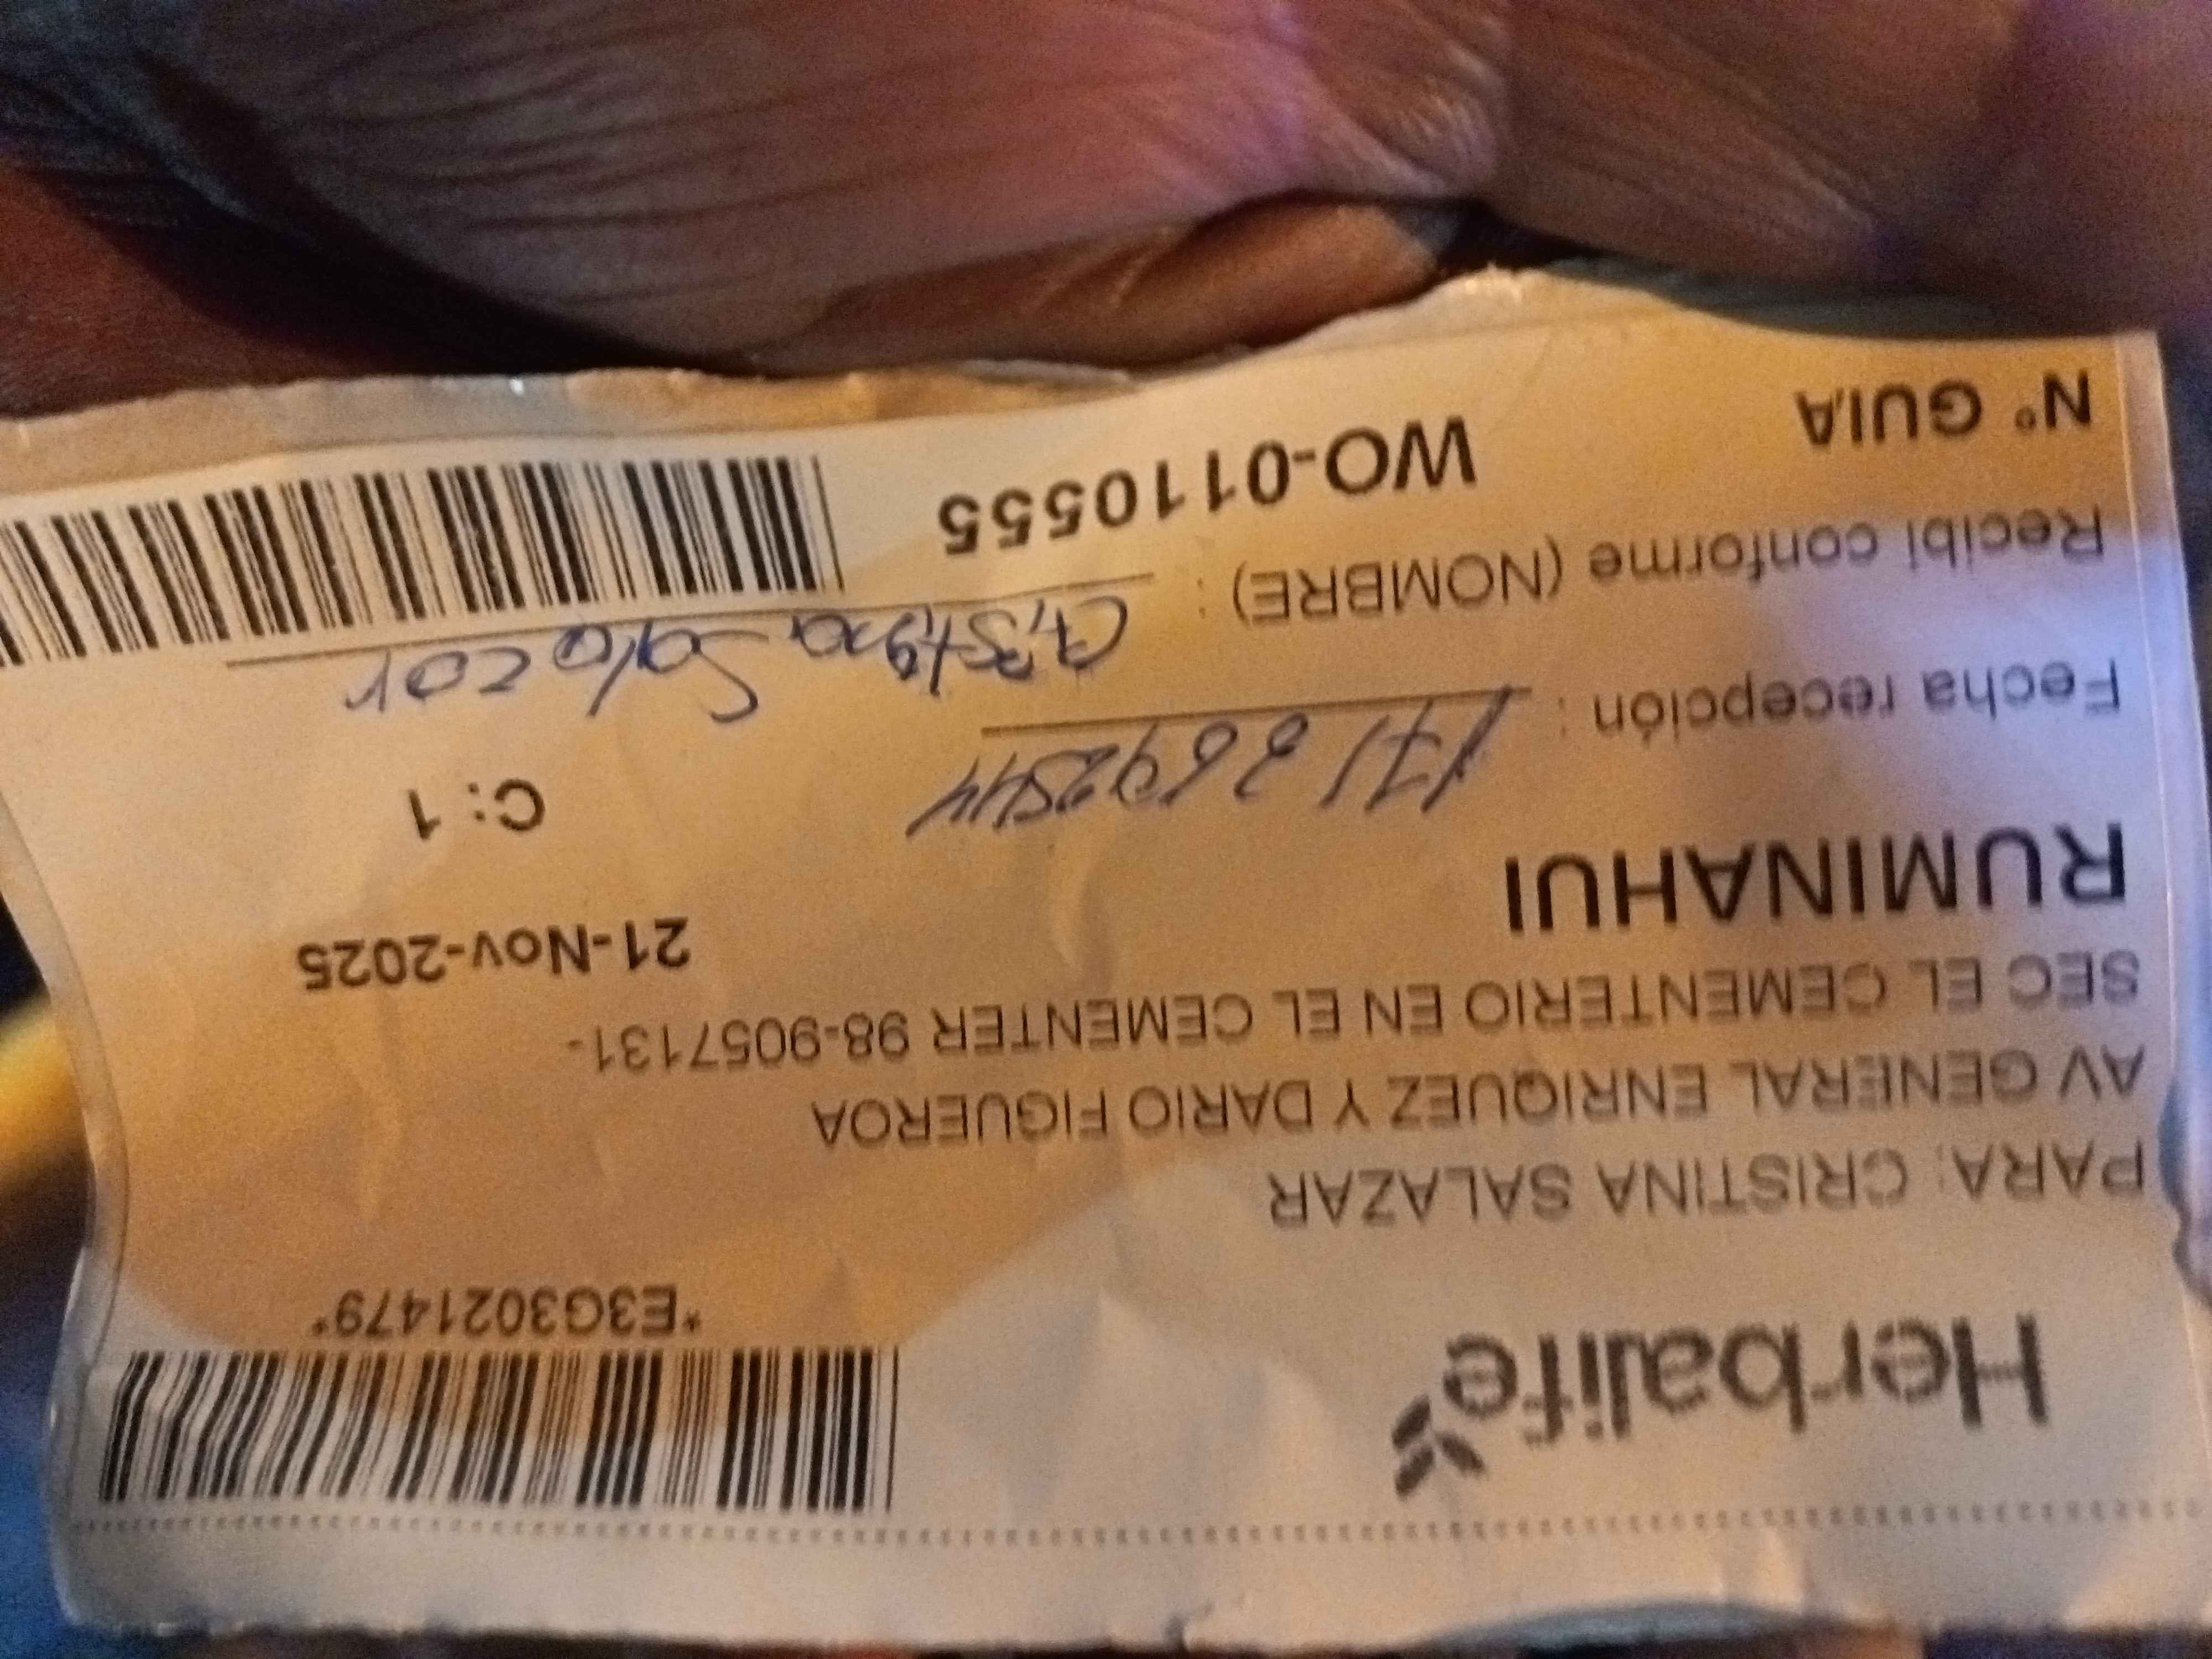 Herbalife
*E3G3021479*
PARA: CRISTINA SALAZAR
AV GENERAL ENRIQUEZ Y DARIO FIGUEROA
SEC EL CEMENTERIO EN EL CEMENTER 98-9057131-
RUMINAHUI
21-Nov-2025
C: 1
Fecha recepción :
Recibi conforme (NOMBRE) : Cristina Salazar
N° GUIA WO-0110555